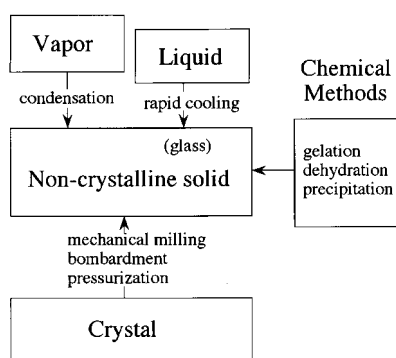 Vapor
Liquid
Chemical
Methods
condensation
rapid cooling
(glass)
Non-crystalline solid
gelation
dehydration
precipitation
mechanical milling
bombardment
pressurization
Crystal